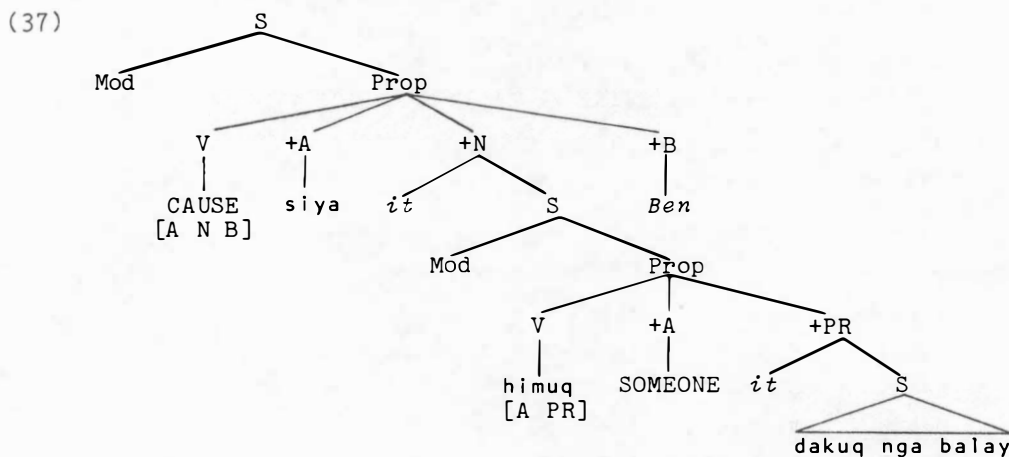 (37)
S
Mod Prop
V +A +N +B
CAUSE siya it S Ben
[A N B]
Mod Prop
V +A +PR
himuq SOMEONE it S
[A PR]
dakuq nga balay